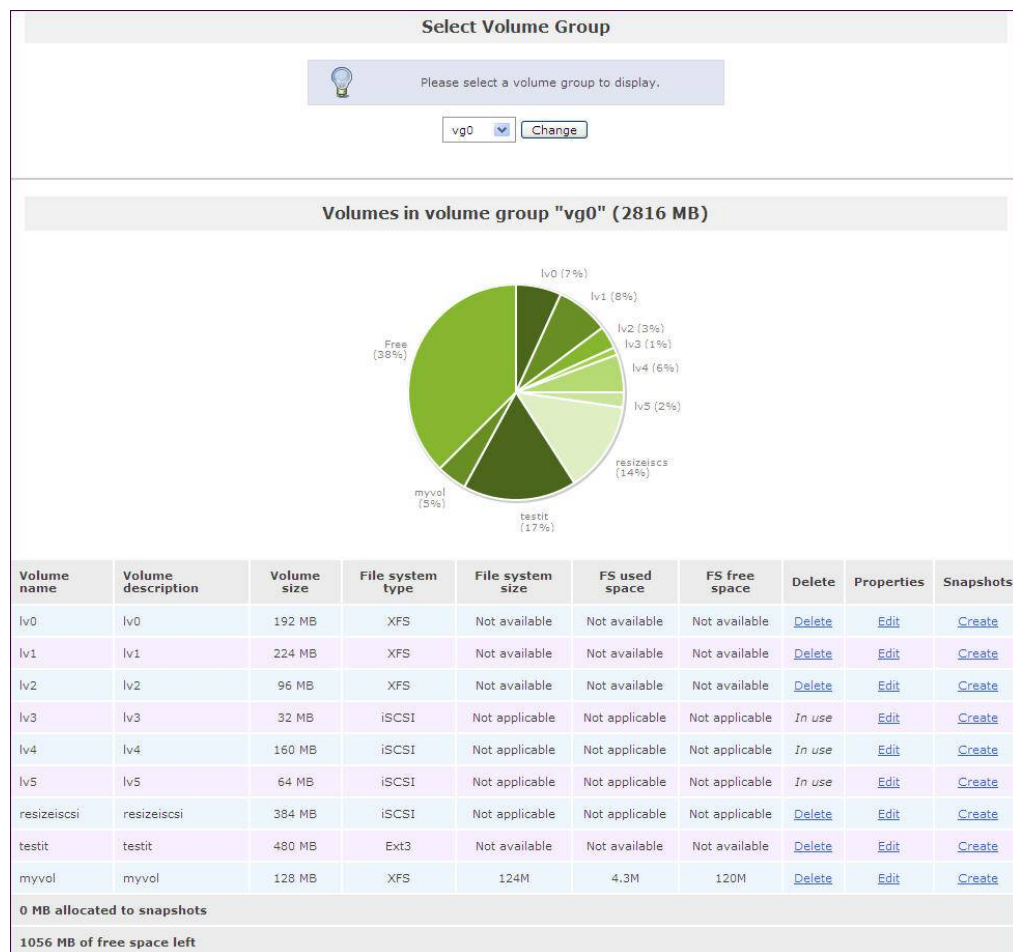 Select Volume Group
Please select a volume group to display.
vg0 Change
Volumes in volume group "vg0" (2816 MB)
lv0 (7%)
lv1 (8%)
lv2 (3%)
lv3 (1%)
lv4 (6%)
lv5 (2%)
resizeiscs
(14%)
testit
(17%)
myvol
(5%)
Free
(38%)
Volume name Volume description Volume size File system type File system size FS used space FS free space Delete Properties Snapshots
lv0 lv0 192 MB XFS Not available Not available Not available Delete Edit Create
lv1 lv1 224 MB XFS Not available Not available Not available Delete Edit Create
lv2 lv2 96 MB XFS Not available Not available Not available Delete Edit Create
lv3 lv3 32 MB iSCSI Not applicable Not applicable Not applicable In use Edit Create
lv4 lv4 160 MB iSCSI Not applicable Not applicable Not applicable In use Edit Create
lv5 lv5 64 MB iSCSI Not applicable Not applicable Not applicable In use Edit Create
resizeiscsi resizeiscsi 384 MB iSCSI Not applicable Not applicable Not applicable Delete Edit Create
testit testit 480 MB Ext3 Not available Not available Not available Delete Edit Create
myvol myvol 128 MB XFS 124M 4.3M 120M Delete Edit Create
0 MB allocated to snapshots
1056 MB of free space left